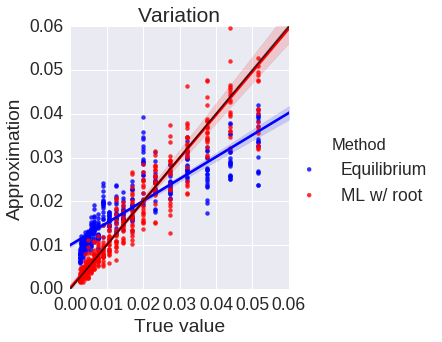 Variation
0.06
0.05
0.04
0.03
0.02
0.01
0.00
Approximation
0.00 0.01 0.02 0.03 0.04 0.05 0.06
True value
Method
Equilibrium
ML w/ root